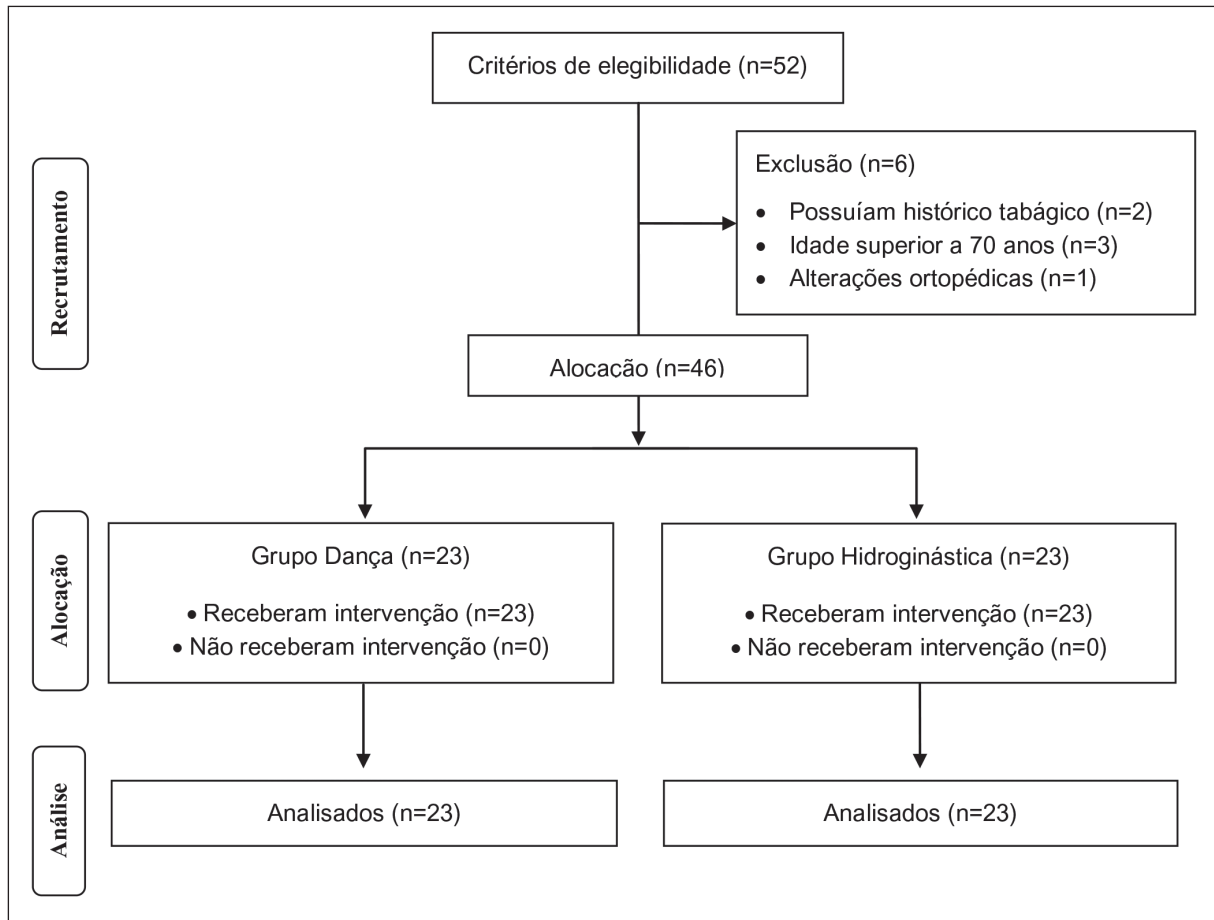 Critérios de elegibilidade (n=52)
Recrutamento
Exclusão (n=6)
• Possuíam histórico tabágico (n=2)
• Idade superior a 70 anos (n=3)
• Alterações ortopédicas (n=1)
Alocação (n=46)
Alocação
Grupo Dança (n=23)
• Receberam intervenção (n=23)
• Não receberam intervenção (n=0)
Grupo Hidroginástica (n=23)
• Receberam intervenção (n=23)
• Não receberam intervenção (n=0)
Análise
Analisados (n=23)
Analisados (n=23)